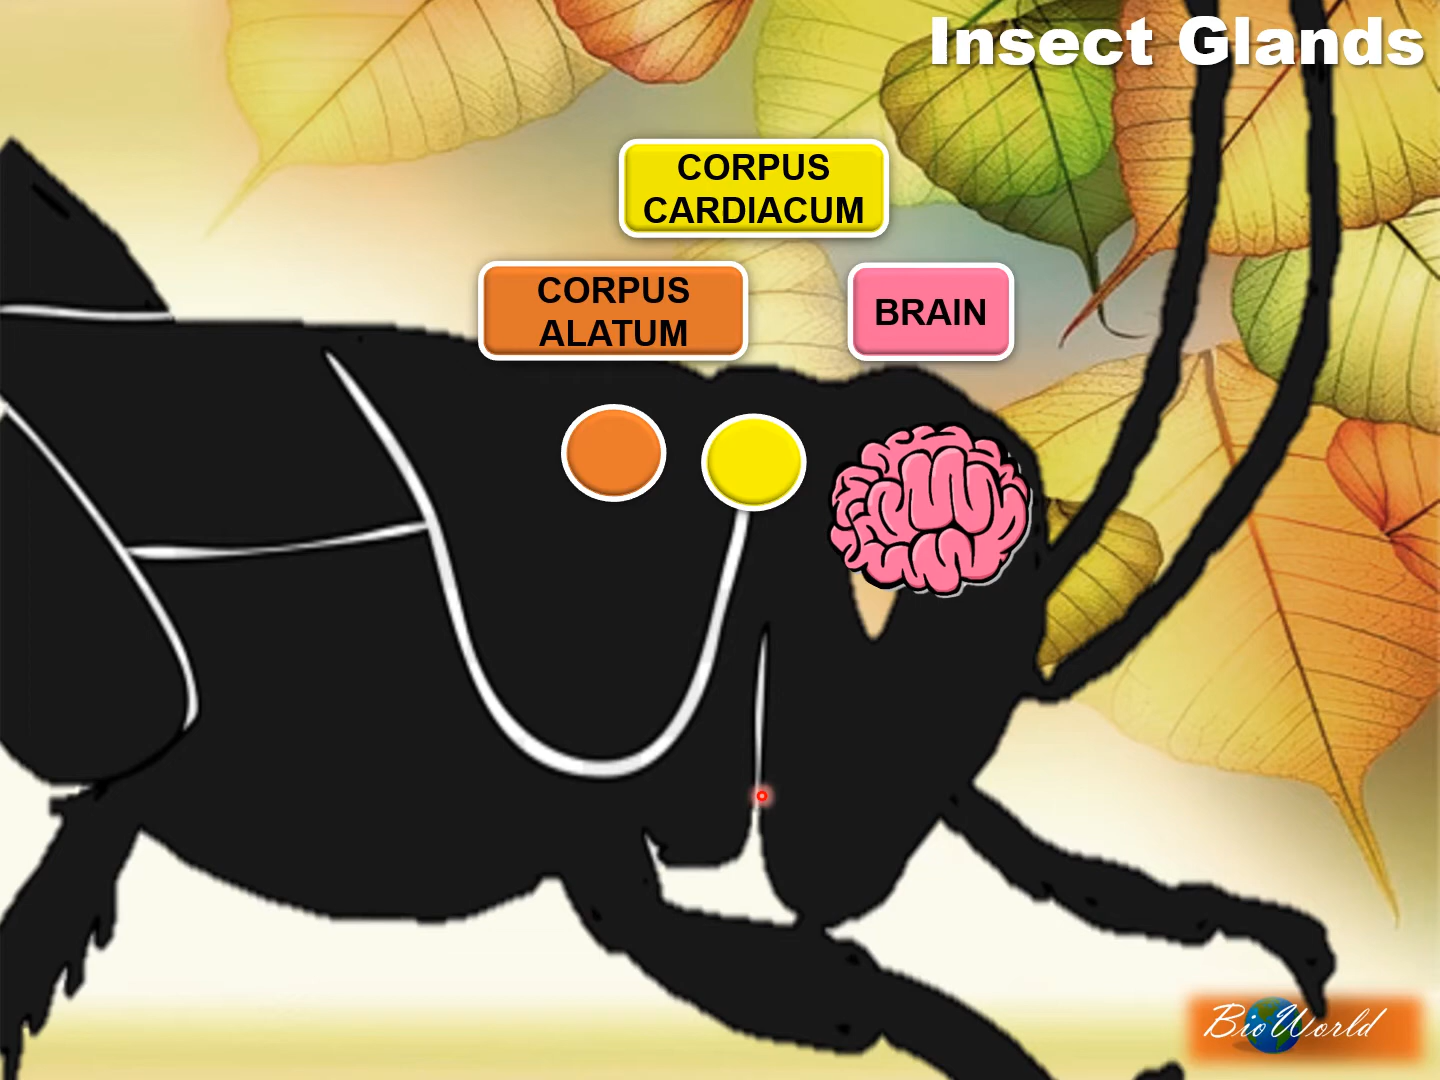 Insect Glands
CORPUS
CARDIACUM
CORPUS
ALATUM
BRAIN
BioWorld